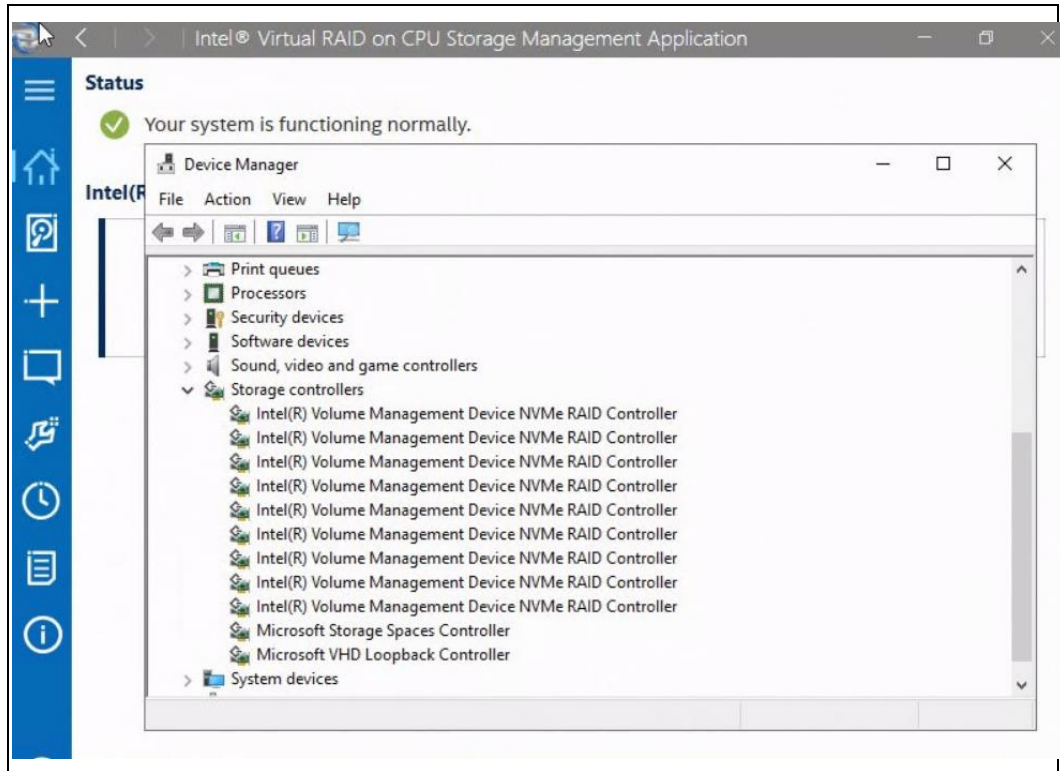 Intel® Virtual RAID on CPU Storage Management Application
Status
Your system is functioning normally.
Device Manager
Intel(R
File Action View Help
Print queues
Processors
Security devices
Software devices
Sound, video and game controllers
Storage controllers
Intel(R) Volume Management Device NVMe RAID Controller
Intel(R) Volume Management Device NVMe RAID Controller
Intel(R) Volume Management Device NVMe RAID Controller
Intel(R) Volume Management Device NVMe RAID Controller
Intel(R) Volume Management Device NVMe RAID Controller
Intel(R) Volume Management Device NVMe RAID Controller
Intel(R) Volume Management Device NVMe RAID Controller
Intel(R) Volume Management Device NVMe RAID Controller
Intel(R) Volume Management Device NVMe RAID Controller
Microsoft Storage Spaces Controller
Microsoft VHD Loopback Controller
System devices